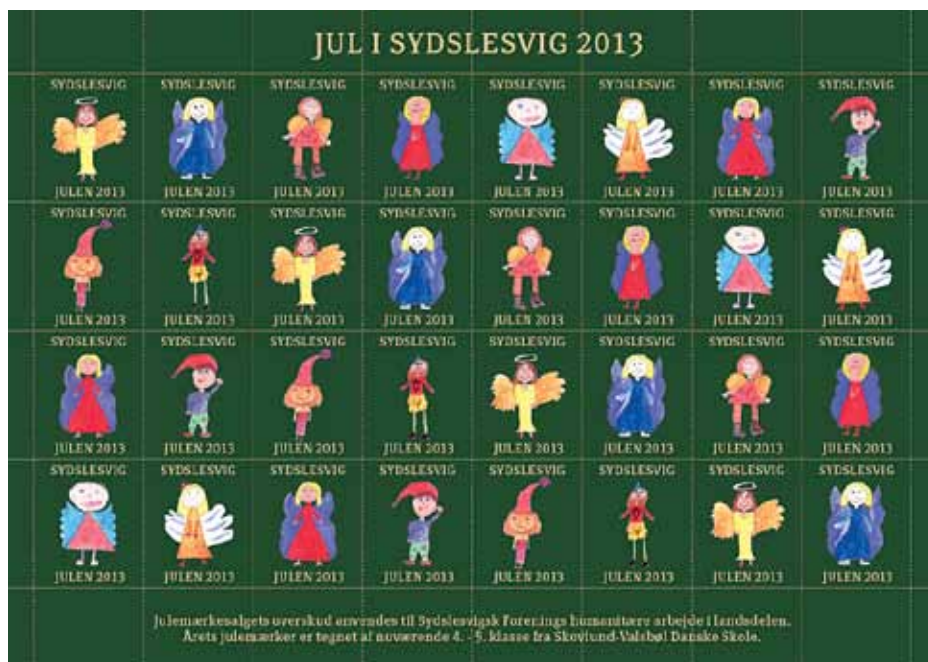 JUL I SYDSLESVIG 2013
SYDSLESVIG SYDSLESVIG SYDSLESVIG SYDSLESVIG SYDSLESVIG SYDSLESVIG SYDSLESVIG SYDSLESVIG
JULEN 2013 JULEN 2013 JULEN 2013 JULEN 2013 JULEN 2013 JULEN 2013 JULEN 2013 JULEN 2013
SYDSLESVIG SYDSLESVIG SYDSLESVIG SYDSLESVIG SYDSLESVIG SYDSLESVIG SYDSLESVIG SYDSLESVIG
JULEN 2013 JULEN 2013 JULEN 2013 JULEN 2013 JULEN 2013 JULEN 2013 JULEN 2013 JULEN 2013
SYDSLESVIG SYDSLESVIG SYDSLESVIG SYDSLESVIG SYDSLESVIG SYDSLESVIG SYDSLESVIG SYDSLESVIG
JULEN 2013 JULEN 2013 JULEN 2013 JULEN 2013 JULEN 2013 JULEN 2013 JULEN 2013 JULEN 2013
SYDSLESVIG SYDSLESVIG SYDSLESVIG SYDSLESVIG SYDSLESVIG SYDSLESVIG SYDSLESVIG SYDSLESVIG
JULEN 2013 JULEN 2013 JULEN 2013 JULEN 2013 JULEN 2013 JULEN 2013 JULEN 2013 JULEN 2013
Julemærkesalgets overskud anvendes til Sydslesvigsk Forenings humanitære arbejde i landsdelen.
Årets julemærker er tegnet af nuværende 4. - 5. klasse fra Skovlund-Valsbøl Danske Skole.